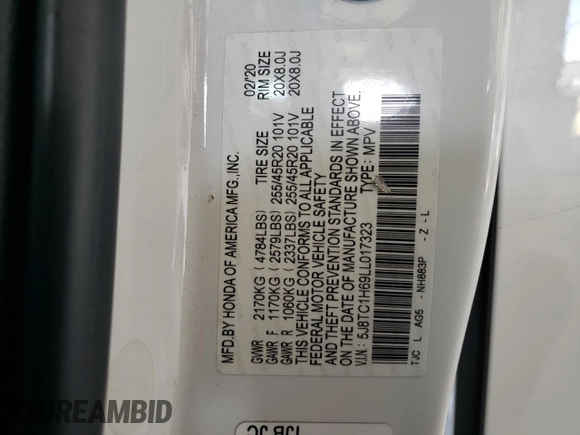 MFD.BY HONDA OF AMERICA MFG.,INC. 02/20
TIRE SIZE RIM SIZE
GVWR 2170KG (4784LBS)
GAWR F 1170KG (2579LBS) 255/45R20 101V 20X8.0J
GAWR R 1060KG (2337LBS) 255/45R20 101V 20X8.0J
THIS VEHICLE CONFORMS TO ALL APPLICABLE
FEDERAL MOTOR VEHICLE SAFETY
AND THEFT PREVENTION STANDARDS IN EFFECT
ON THE DATE OF MANUFACTURE SHOWN ABOVE.
V.I.N.: 5J8TC1H69LL017323 TYPE: MPV
TJC L AG5 -NH883P - Z - L
IDREAMBID